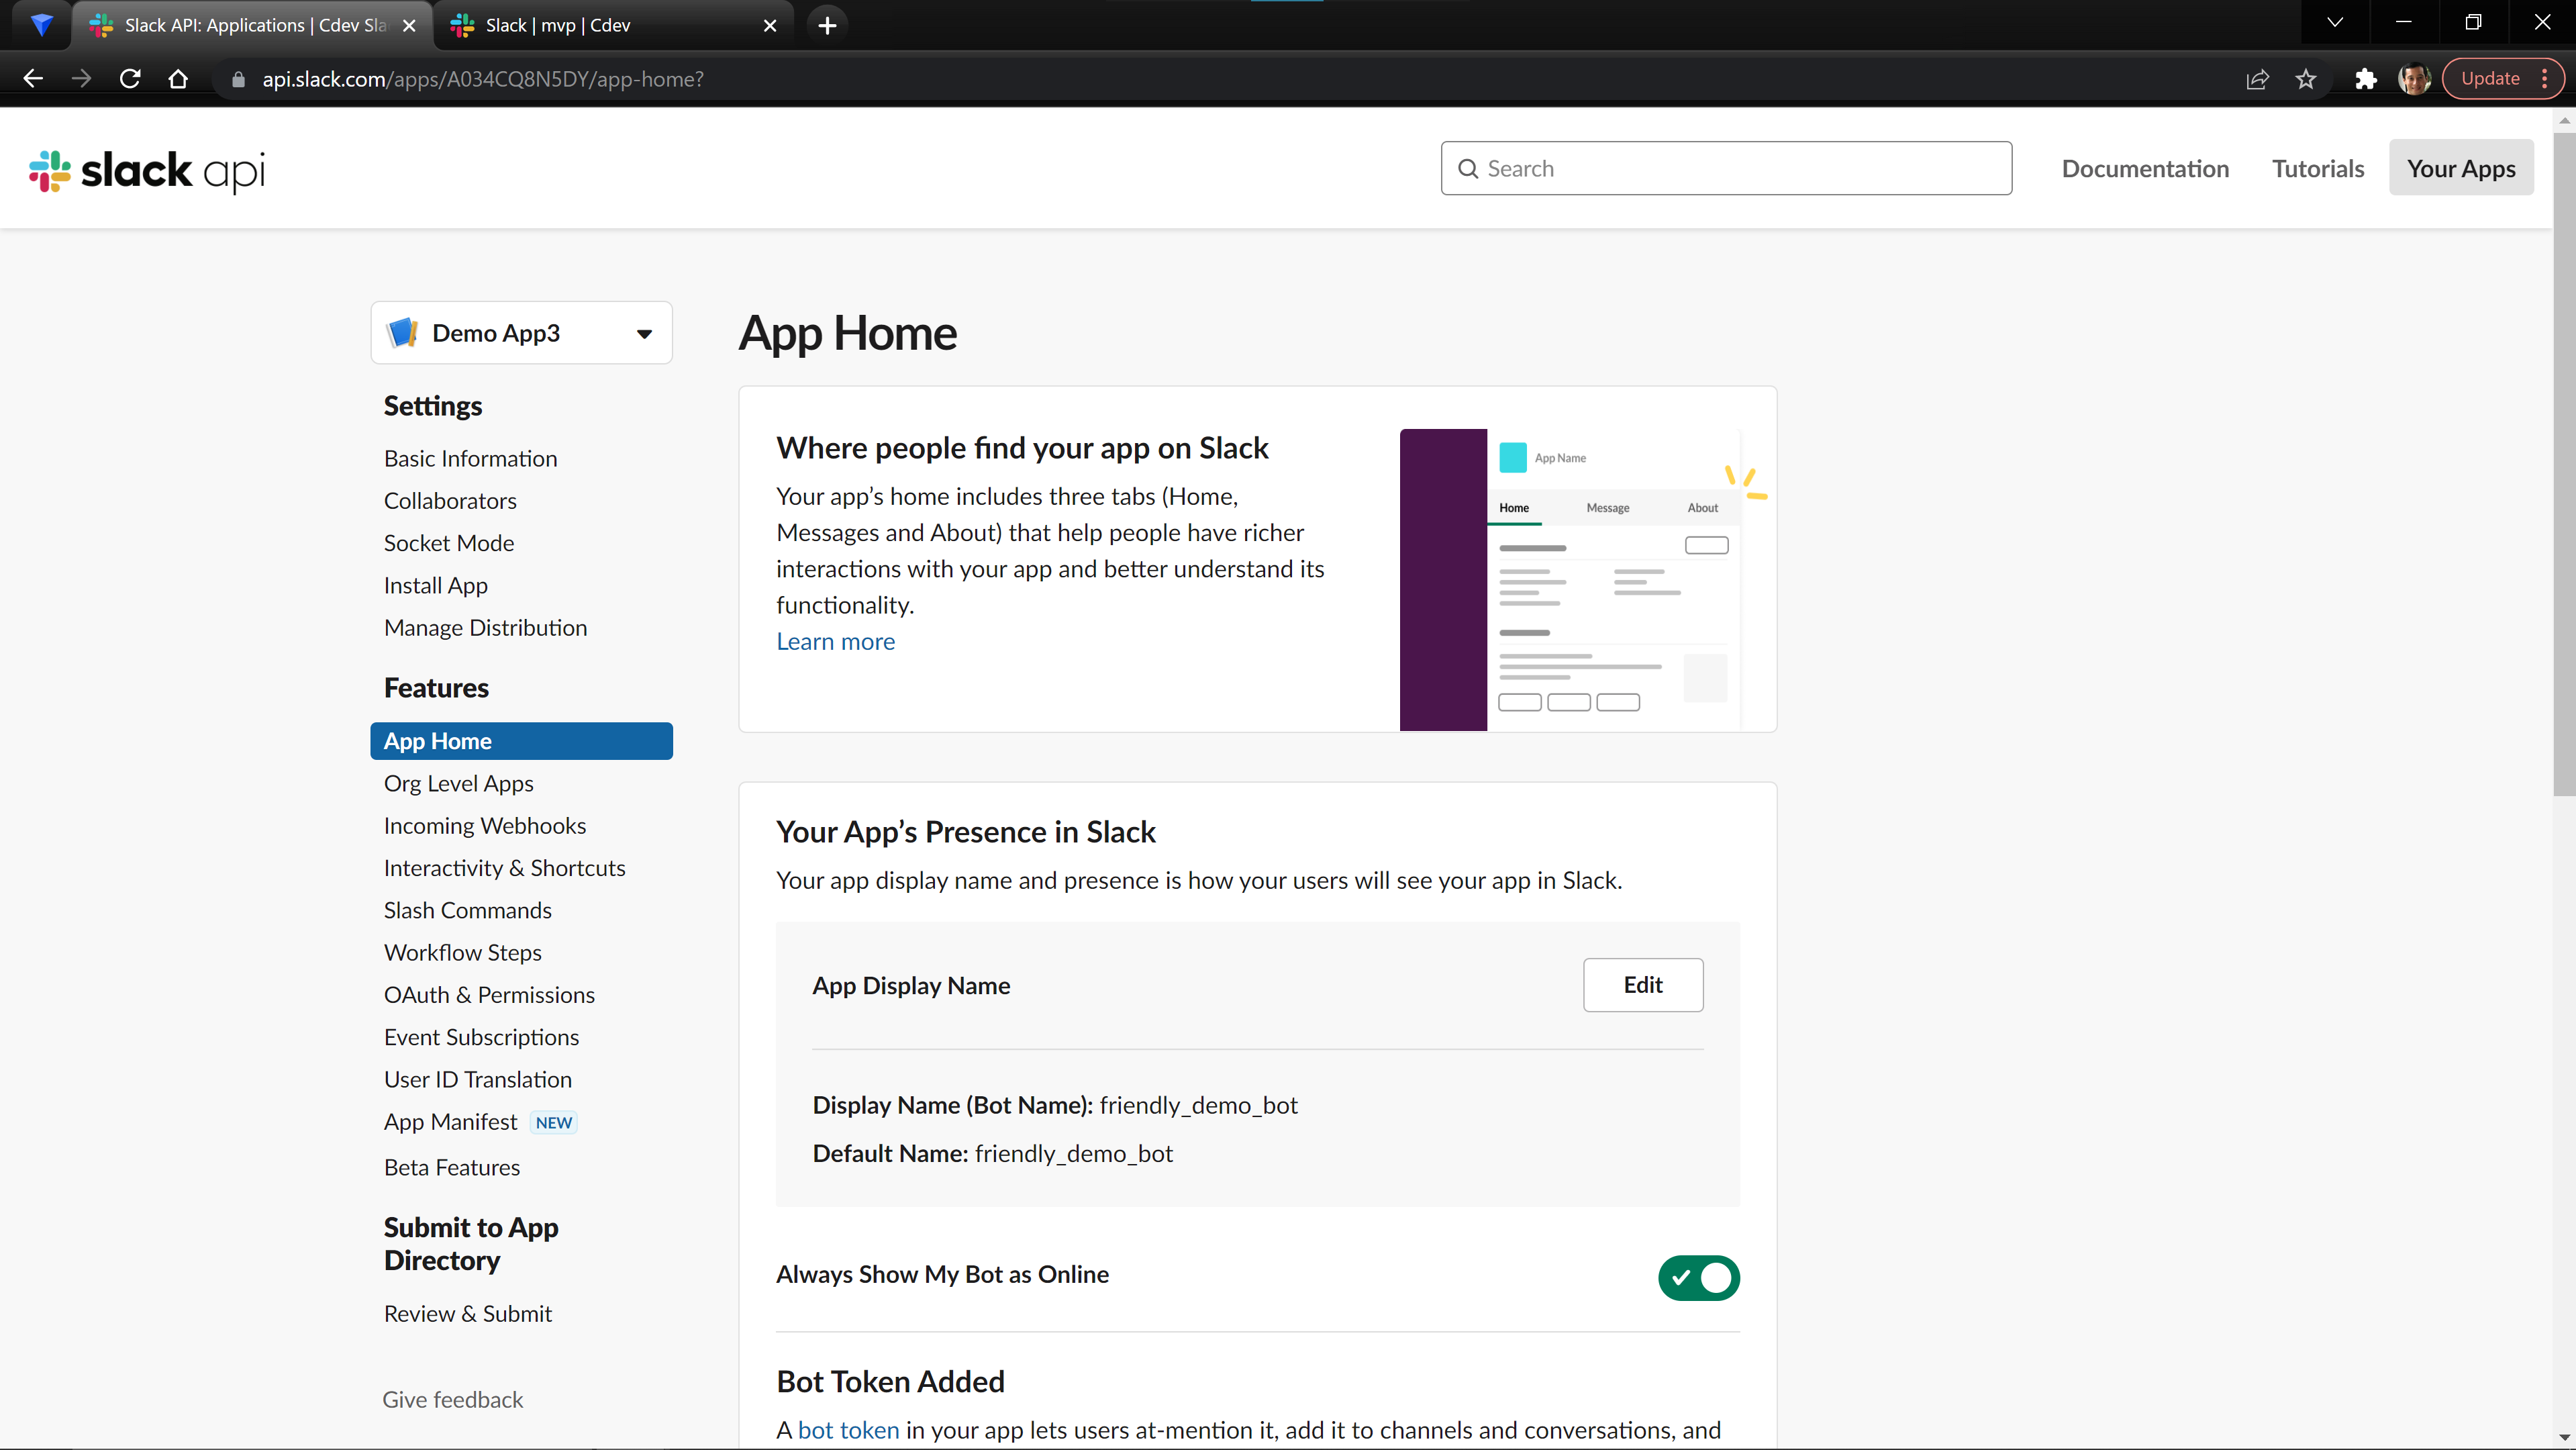 Slack API: Applications | Cdev Sla
Slack | mvp | Cdev
api.slack.com/apps/A034CQ8N5DY/app-home?
Update
slack api
Search
Documentation
Tutorials
Your Apps
Demo App3
Settings
Basic Information
Collaborators
Socket Mode
Install App
Manage Distribution
Features
App Home
Org Level Apps
Incoming Webhooks
Interactivity & Shortcuts
Slash Commands
Workflow Steps
OAuth & Permissions
Event Subscriptions
User ID Translation
App Manifest NEW
Beta Features
Submit to App
Directory
Review & Submit
Give feedback
App Home
Where people find your app on Slack
Your app’s home includes three tabs (Home,
Messages and About) that help people have richer
interactions with your app and better understand its
functionality.
Learn more
App Name
Home
Message
About
Your App’s Presence in Slack
Your app display name and presence is how your users will see your app in Slack.
App Display Name
Edit
Display Name (Bot Name): friendly_demo_bot
Default Name: friendly_demo_bot
Always Show My Bot as Online
Bot Token Added
A bot token in your app lets users at-mention it, add it to channels and conversations, and